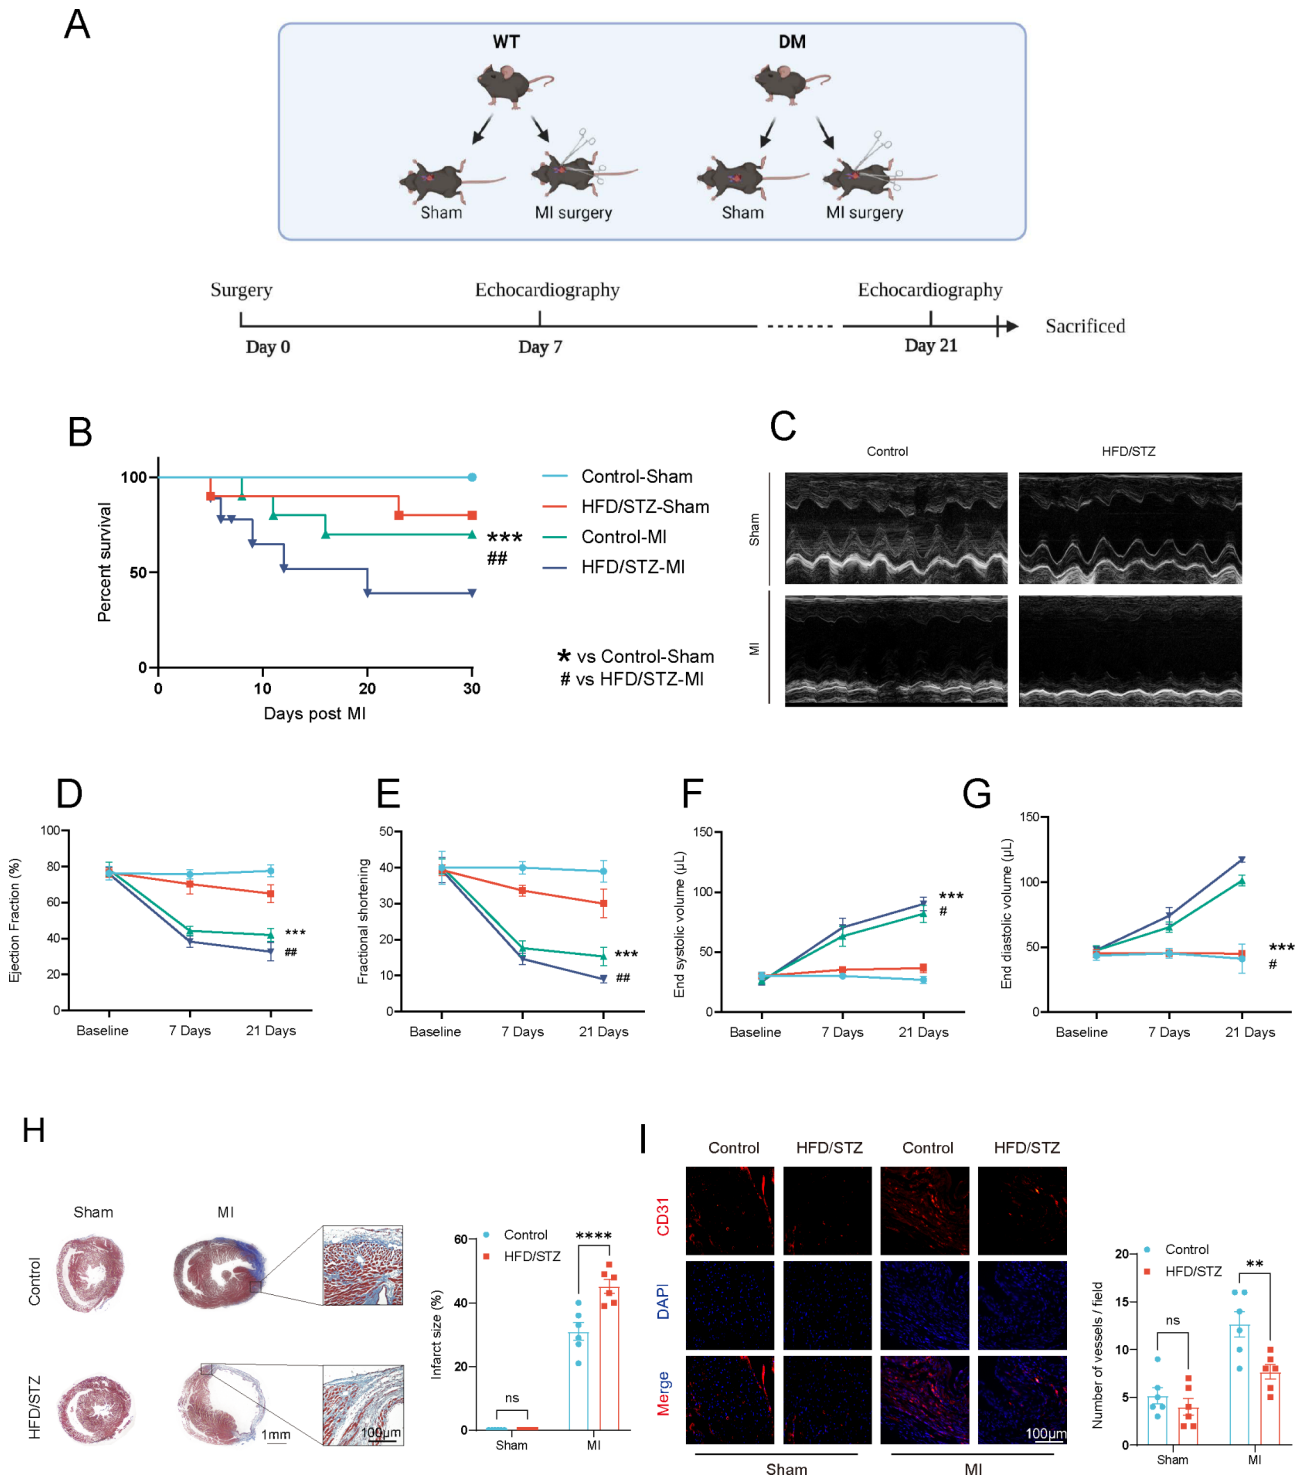 A
WT
DM
Sham
MI surgery
Sham
MI surgery
Surgery
Echocardiography
Echocardiography
Sacrificed
Day 0
Day 7
Day 21
B
Percent survival
100
50
0
0
10
20
30
Days post MI
Control-Sham
HFD/STZ-Sham
Control-MI
HFD/STZ-MI
***
##
* vs Control-Sham
# vs HFD/STZ-MI
C
Control
HFD/STZ
Sham
MI
D
Ejection Fraction (%)
100
80
60
40
20
0
Baseline
7 Days
21 Days
***
##
E
Fractional shortening
50
40
30
20
10
0
Baseline
7 Days
21 Days
***
##
F
End systolic volume (µL)
150
100
50
0
Baseline
7 Days
21 Days
***
#
G
End diastolic volume (µL)
150
100
50
0
Baseline
7 Days
21 Days
***
#
H
Sham
MI
Control
HFD/STZ
1mm
100µm
Infarct size (%)
60
40
20
0
Control
HFD/STZ
ns
****
Sham
MI
I
Control
HFD/STZ
Control
HFD/STZ
CD31
DAPI
Merge
100µm
Sham
MI
Number of vessels / field
20
15
10
5
0
Control
HFD/STZ
ns
**
Sham
MI